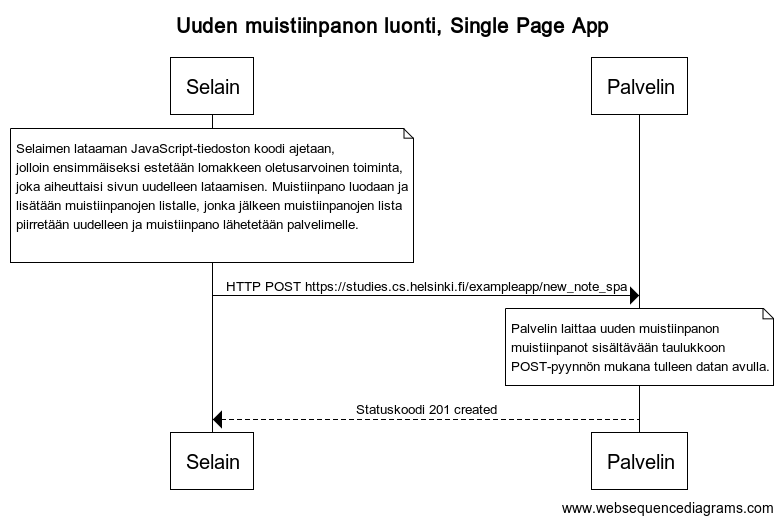 Uuden muistiinpanon luonti, Single Page App
Selain
Palvelin
Selaimen lataaman JavaScript-tiedoston koodi ajetaan,
jolloin ensimmäiseksi estetään lomakkeen oletusarvoinen toiminta,
joka aiheuttaisi sivun uudelleen lataamisen. Muistiinpano luodaan ja
lisätään muistiinpanojen listalle, jonka jälkeen muistiinpanojen lista
piirretään uudelleen ja muistiinpano lähetetään palvelimelle.
HTTP POST https://studies.cs.helsinki.fi/exampleapp/new_note_spa
Palvelin laittaa uuden muistiinpanon
muistiinpanot sisältävään taulukkoon
POST-pyynnön mukana tulleen datan avulla.
Statuskoodi 201 created
Selain
Palvelin
www.websequencediagrams.com